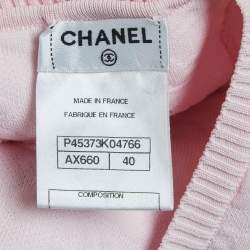 CHANEL
MADE IN FRANCE
FABRIQUE EN FRANCE
P45373K04766
AX660 40
COMPOSITION